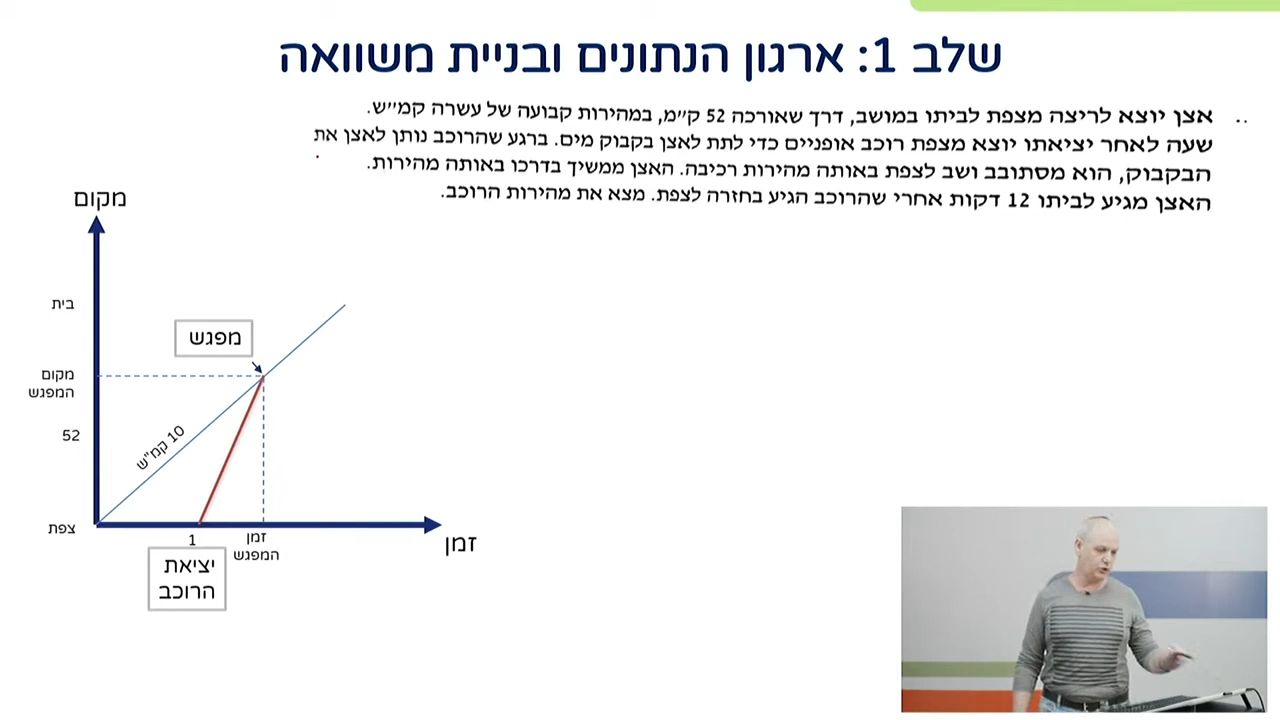 שלב 1: ארגון הנתונים ובניית משוואה
אצן יוצא לריצה מצפת לביתו במושב, דרך שאורכה 52 ק״מ, במהירות קבועה של עשרה קמ״ש.
שעה לאחר יציאתו יוצא מצפת רוכב אופניים כדי לתת לאצן בקבוק מים. ברגע שהרוכב נותן לאצן את
הבקבוק, הוא מסתובב ושב לצפת באותה מהירות רכיבה. האצן ממשיך בדרכו באותה מהירות.
האצן מגיע לביתו 12 דקות אחרי שהרוכב הגיע בחזרה לצפת. מצא את מהירות הרוכב.
מקום
בית
מפגש
מקום
המפגש
52
10 קמ"ש
צפת
1
זמן
המפגש
זמן
יציאת
הרוכב